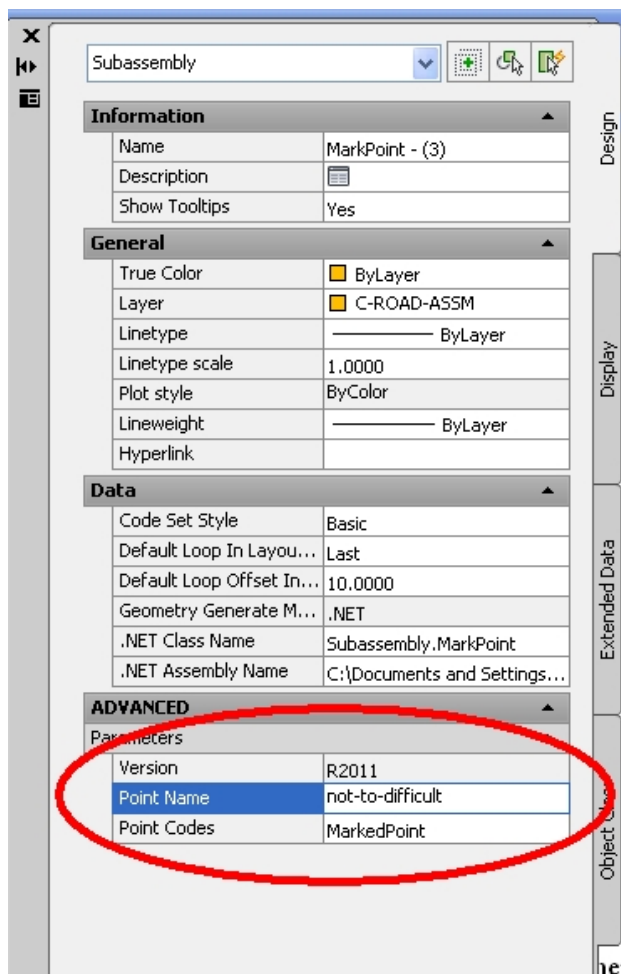 Subassembly
Information
Name MarkPoint - (3)
Description
Show Tooltips Yes
General
True Color ByLayer
Layer C-ROAD-ASSM
Linetype ByLayer
Linetype scale 1.0000
Plot style ByColor
Lineweight ByLayer
Hyperlink
Data
Code Set Style Basic
Default Loop In Layou... Last
Default Loop Offset In... 10.0000
Geometry Generate M... .NET
.NET Class Name Subassembly.MarkPoint
.NET Assembly Name C:\Documents and Settings...
ADVANCED
Parameters
Version R2011
Point Name not-to-difficult
Point Codes MarkedPoint
Design
Display
Extended Data
Object